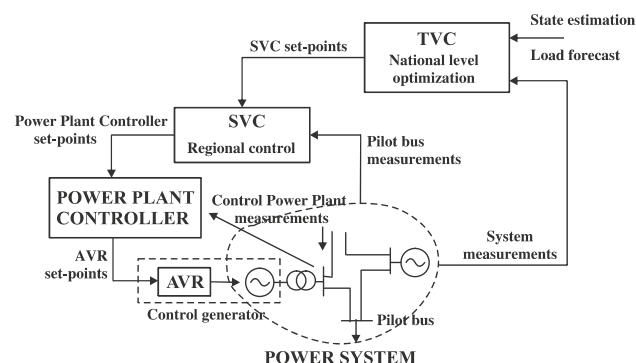 State estimation
Load forecast
TVC
National level
optimization
SVC set-points
SVC
Regional control
Power Plant Controller
set-points
Pilot bus
measurements
POWER PLANT
CONTROLLER
Control Power Plant
measurements
AVR
set-points
System
measurements
AVR
Control generator
Pilot bus
POWER SYSTEM